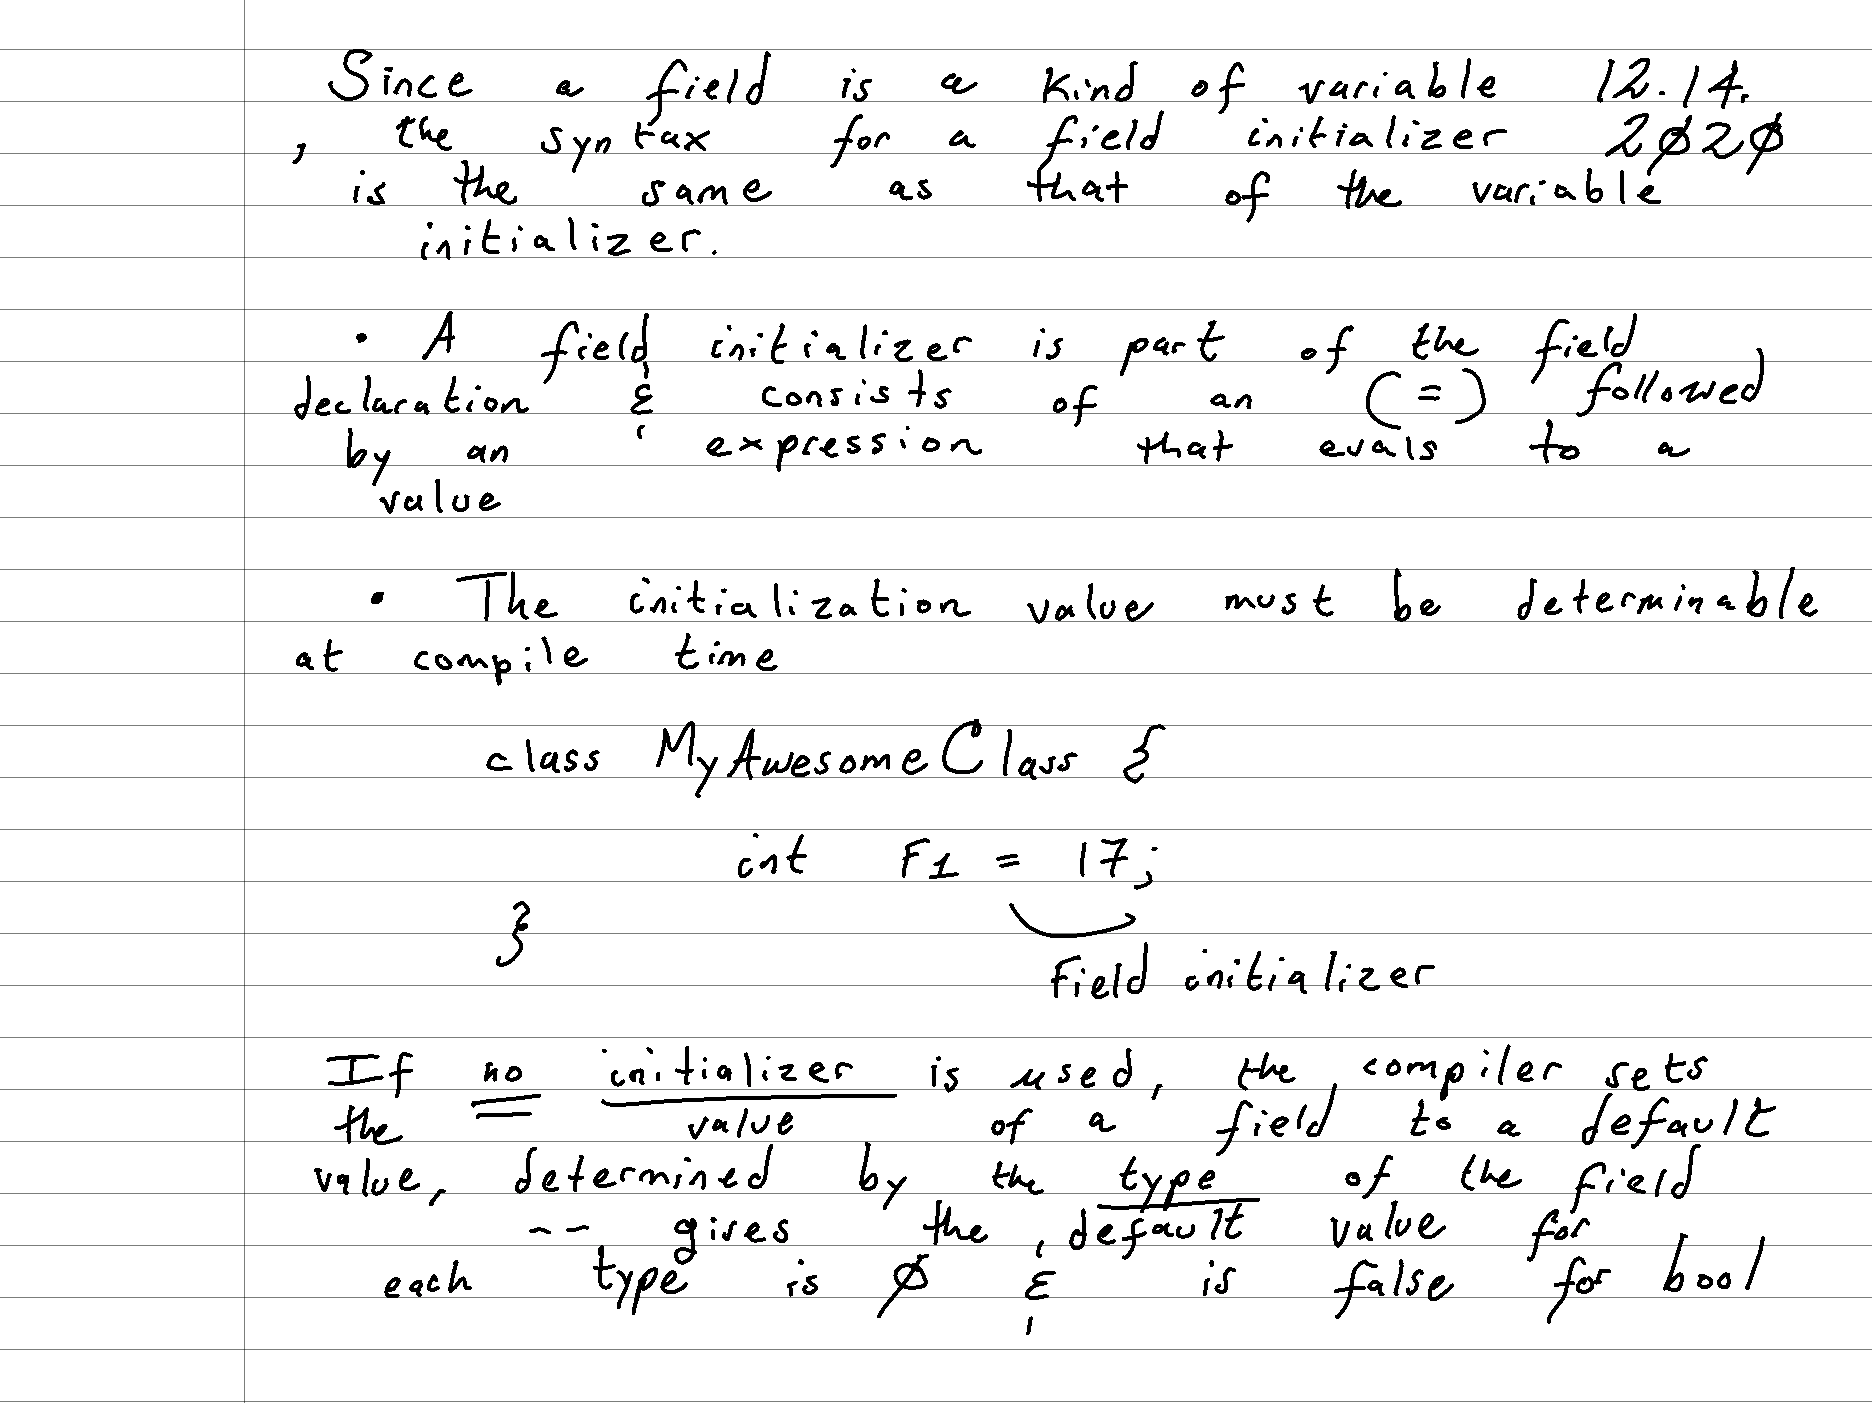 Since a field is a kind of variable 12.14.
, the syntax for a field initializer 2020
is the same as that of the variable
initializer.
• A field initializer is part of the field
declaration & consists of an (=) followed
by an expression that evals to a
value
• The initialization value must be determinable
at compile time
class MyAwesomeClass {
int F1 = 17;
}
Field initializer
If no initializer is used, the compiler sets
the value of a field to a default
value, determined by the type of the field
-- gives the default value for
each type is 0 & is false for bool